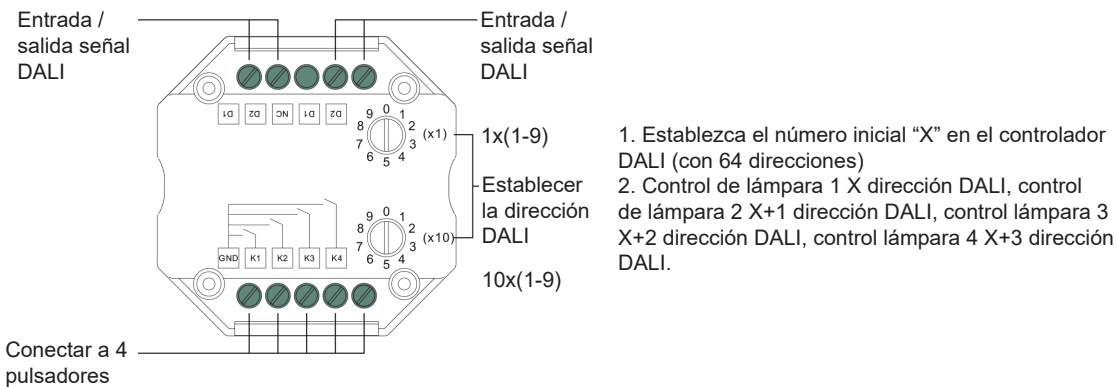 Entrada /
salida señal
DALI
Entrada /
salida señal
DALI
D1 D2 NC D1 D2
0 1 2 3 4 5 6 7 8 9
(x1)
1x(1-9)
Establecer
la dirección
DALI
0 1 2 3 4 5 6 7 8 9
(x10)
10x(1-9)
GND K1 K2 K3 K4
Conectar a 4
pulsadores
1. Establezca el número inicial “X” en el controlador
DALI (con 64 direcciones)
2. Control de lámpara 1 X dirección DALI, control
de lámpara 2 X+1 dirección DALI, control lámpara 3
X+2 dirección DALI, control lámpara 4 X+3 dirección
DALI.